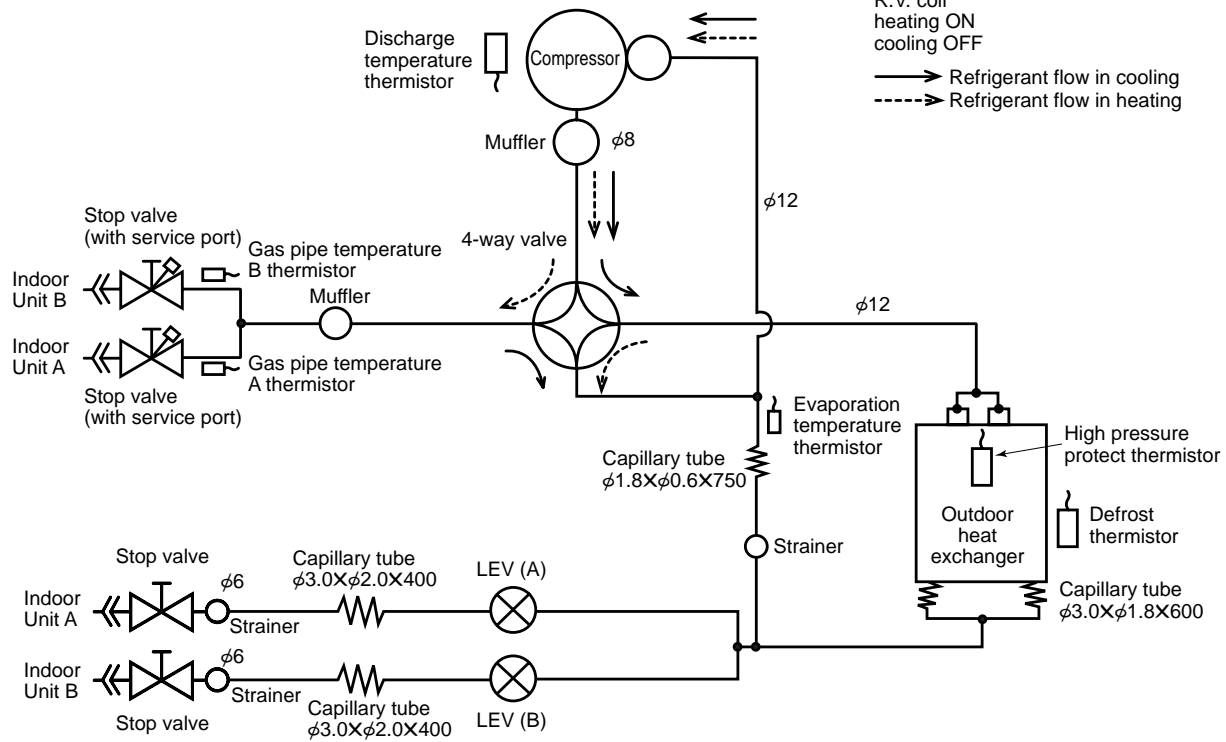 R.V. coil
heating ON
cooling OFF
Refrigerant flow in cooling
Refrigerant flow in heating
Discharge
temperature
thermistor
Compressor
Muffler
ϕ8
ϕ12
4-way valve
Stop valve
(with service port)
Gas pipe temperature
B thermistor
Indoor
Unit B
Muffler
ϕ12
Indoor
Unit A
Gas pipe temperature
A thermistor
Stop valve
(with service port)
Evaporation
temperature
thermistor
High pressure
protect thermistor
Capillary tube
ϕ1.8×ϕ0.6×750
Outdoor
heat
exchanger
Defrost
thermistor
Strainer
Stop valve
ϕ6
Capillary tube
ϕ3.0×ϕ2.0×400
LEV (A)
Capillary tube
ϕ3.0×ϕ1.8×600
Indoor
Unit A
Strainer
ϕ6
Indoor
Unit B
Strainer
Stop valve
Capillary tube
ϕ3.0×ϕ2.0×400
LEV (B)